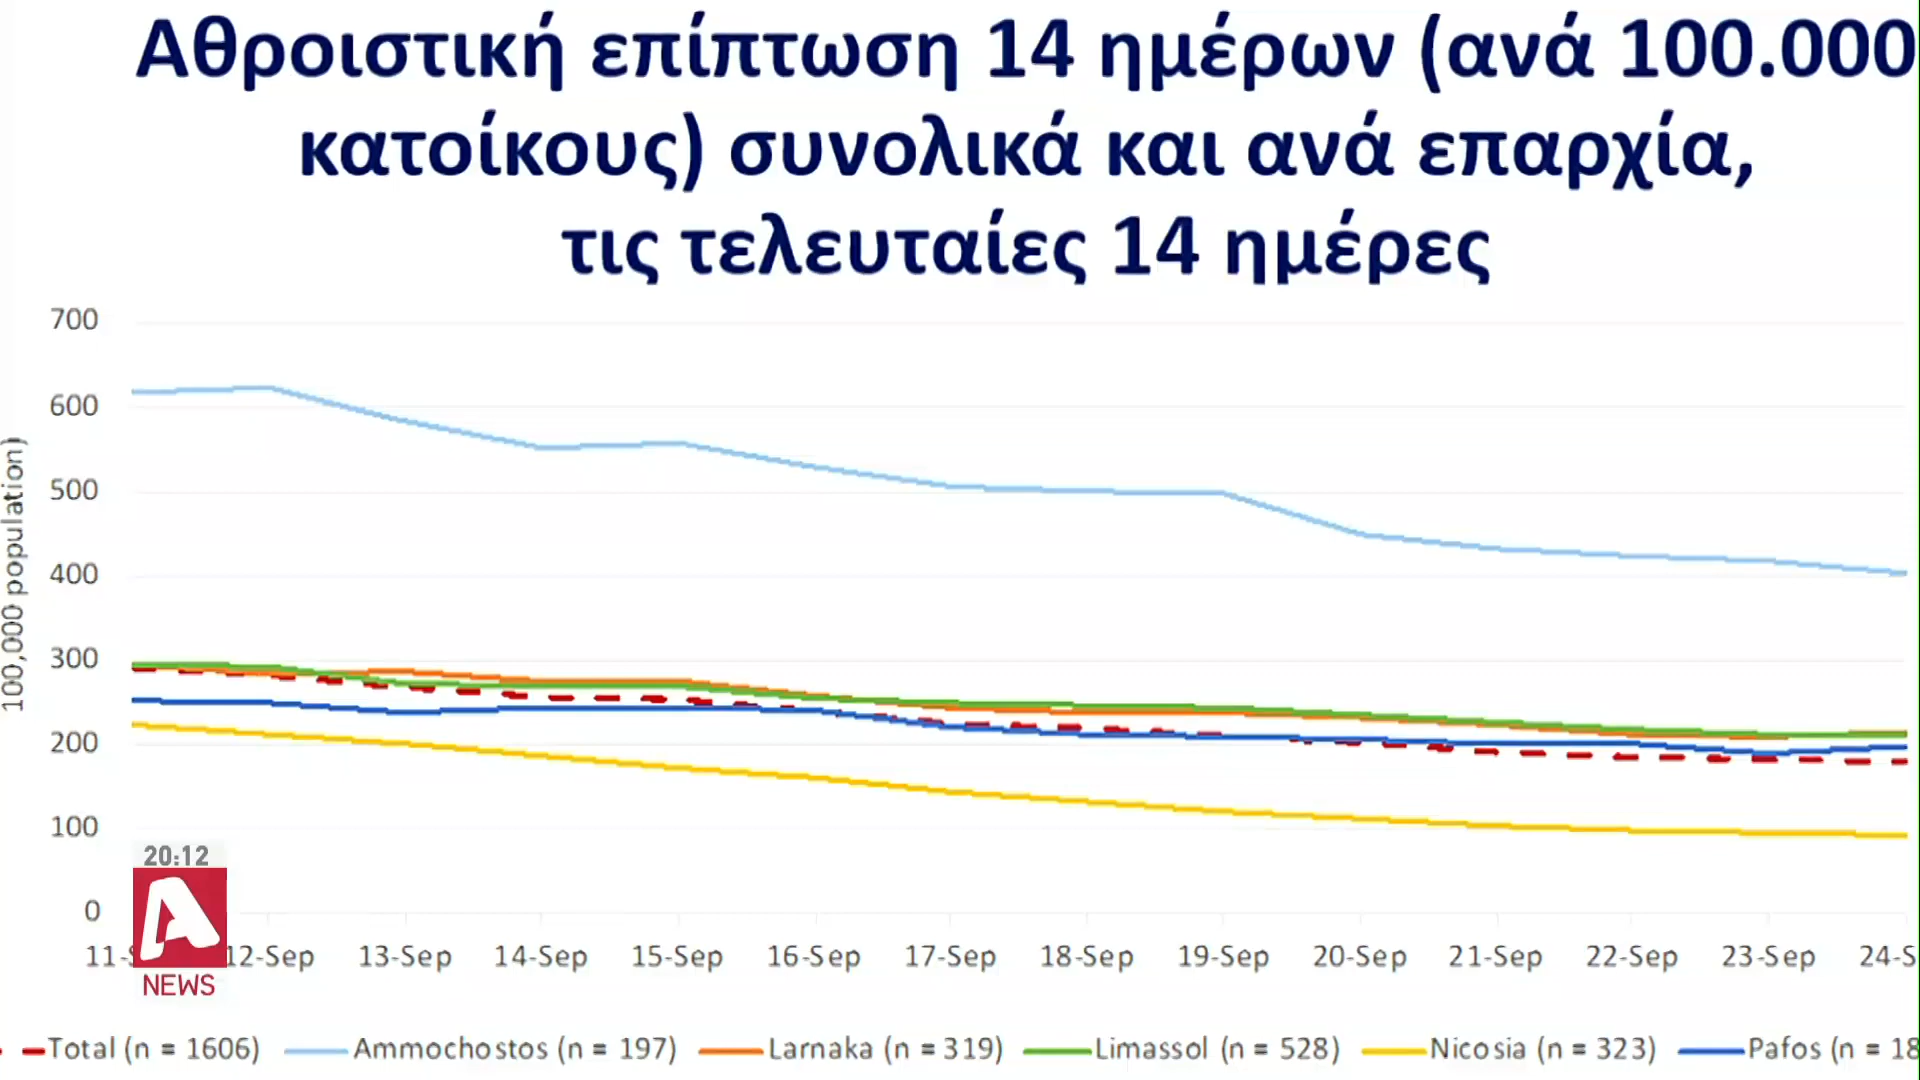 Αθροιστική επίπτωση 14 ημέρων (ανά 100.000
κατοίκους) συνολικά και ανά επαρχία,
τις τελευταίες 14 ημέρες
700
600
500
400
300
200
100
0
100,000 population)
20:12
NEWS
11-S 12-Sep 13-Sep 14-Sep 15-Sep 16-Sep 17-Sep 18-Sep 19-Sep 20-Sep 21-Sep 22-Sep 23-Sep 24-S
Total (n = 1606) Ammochostos (n = 197) Larnaka (n = 319) Limassol (n = 528) Nicosia (n = 323) Pafos (n = 18